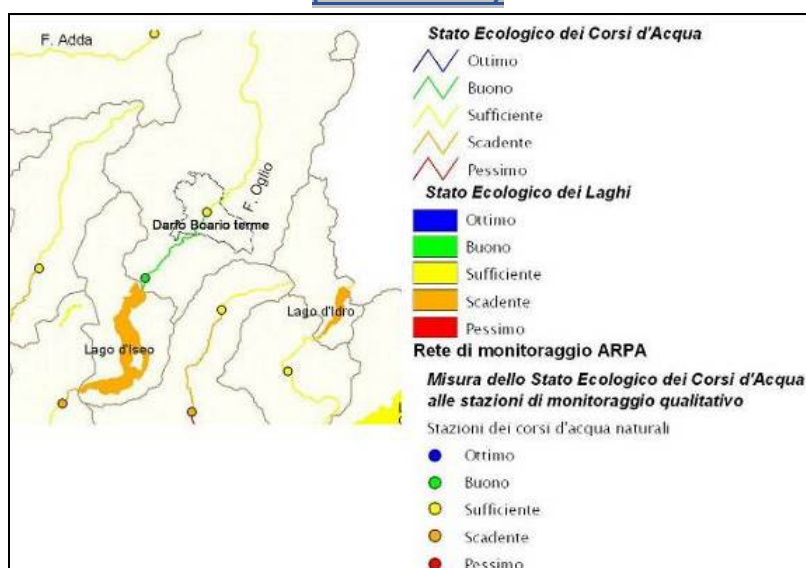 F. Adda
F. Oglio
Darfo Boario terme
Lago d'Idro
Lago d'Iseo
Stato Ecologico dei Corsi d'Acqua
Ottimo
Buono
Sufficiente
Scadente
Pessimo
Stato Ecologico dei Laghi
Ottimo
Buono
Sufficiente
Scadente
Pessimo
Rete di monitoraggio ARPA
Misura dello Stato Ecologico dei Corsi d'Acqua
alle stazioni di monitoraggio qualitativo
Stazioni dei corsi d'acqua naturali
Ottimo
Buono
Sufficiente
Scadente
Pessimo